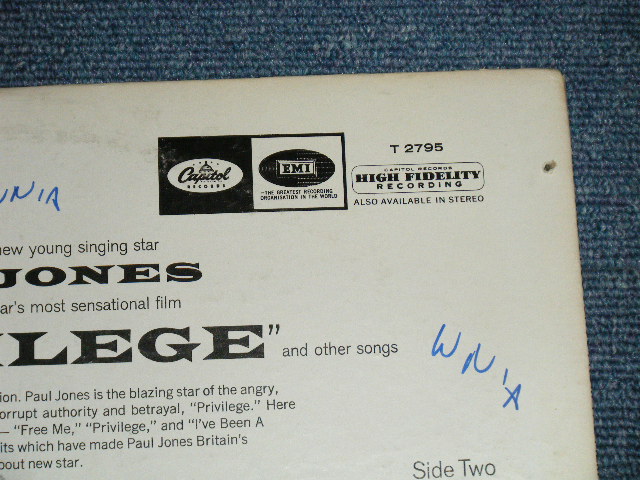 T 2795
Capitol
RECORDS
EMI
—THE GREATEST RECORDING
ORGANISATION IN THE WORLD
CAPITOL RECORDS
HIGH FIDELITY
RECORDING
ALSO AVAILABLE IN STEREO
new young singing star
JONES
ar's most sensational film
ILEGE” and other songs
WNIA
tion. Paul Jones is the blazing star of the angry,
orrupt authority and betrayal, “Privilege.” Here
— “Free Me,” “Privilege,” and “I've Been A
its which have made Paul Jones Britain's
bout new star.
Side Two